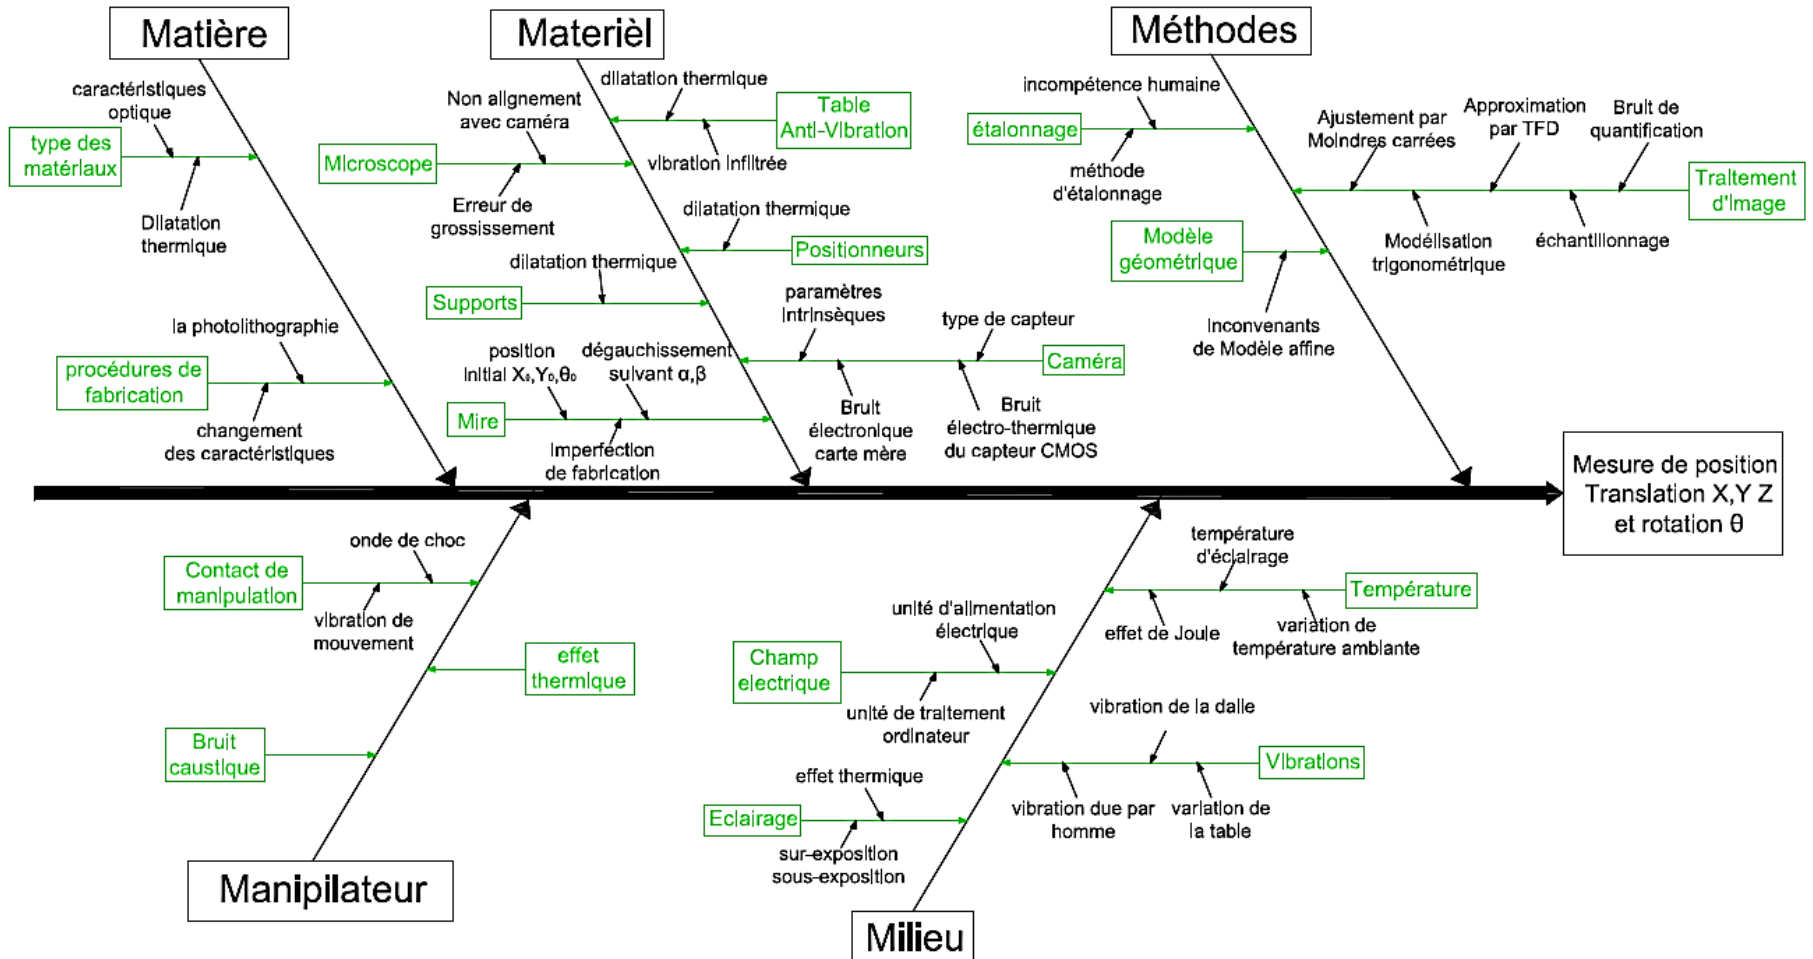 Matière
caractéristiques
optique
type des
matériaux
Dilatation
thermique
la photolithographie
procédures de
fabrication
changement
des caractéristiques
Materièl
dilatation thermique
Table
Anti-Vibration
vibration infiltrée
Non alignement
avec caméra
Microscope
Erreur de
grossissement
dilatation thermique
Positionneurs
dilatation thermique
Supports
paramètres
intrinsèques
type de capteur
Caméra
Bruit
électronique
carte mère
Bruit
électro-thermique
du capteur CMOS
position
initial X₀,Y₀,θ₀
dégauchissement
suivant α,β
Mire
imperfection
de fabrication
Méthodes
incompétence humaine
étalonnage
méthode
d'étalonnage
Ajustement par
Moindres carrées
Approximation
par TFD
Bruit de
quantification
Traitement
d'image
Modélisation
trigonométrique
échantillonnage
Modèle
géométrique
inconvenants
de Modèle affine
Mesure de position
Translation X,Y Z
et rotation θ
onde de choc
Contact de
manipulation
vibration de
mouvement
effet
thermique
Bruit
caustique
Manipilateur
température
d'éclairage
Température
effet de Joule
variation de
température ambiante
unité d'alimentation
électrique
Champ
electrique
unité de traitement
ordinateur
vibration de la dalle
Vibrations
vibration due par
homme
variation de
la table
effet thermique
Eclairage
sur-exposition
sous-exposition
Milieu